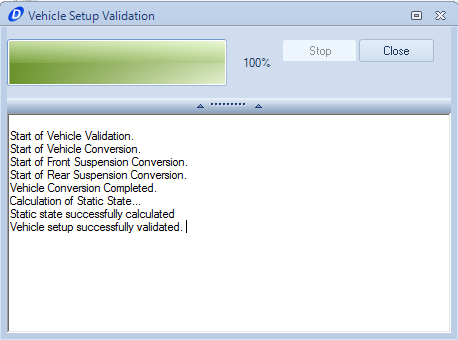 Vehicle Setup Validation
100%
Stop
Close
Start of Vehicle Validation.
Start of Vehicle Conversion.
Start of Front Suspension Conversion.
Start of Rear Suspension Conversion.
Vehicle Conversion Completed.
Calculation of Static State...
Static state successfully calculated
Vehicle setup successfully validated.